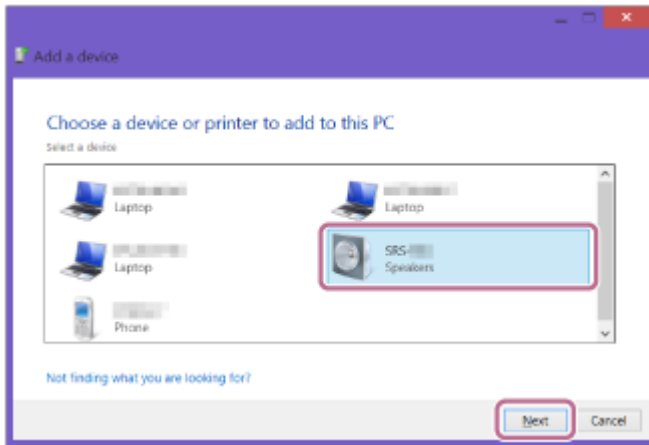 Add a device
Choose a device or printer to add to this PC
Select a device
Laptop
Laptop
Laptop
SRS-
Speakers
Phone
Not finding what you are looking for?
Next
Cancel